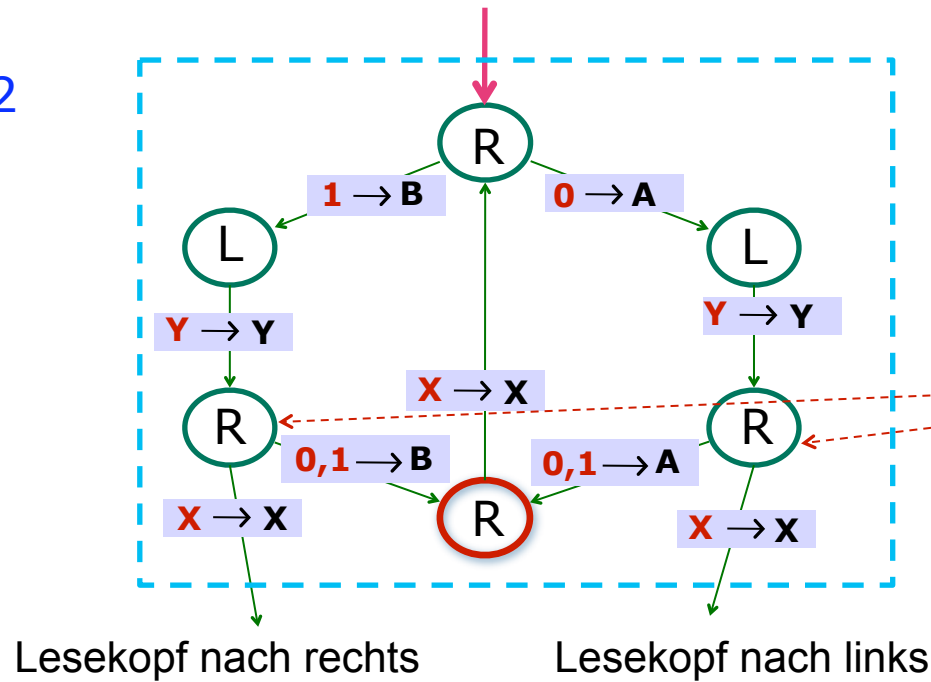 2
R
1 → B
0 → A
L
L
Y → Y
Y → Y
X → X
R
R
0,1 → B
0,1 → A
R
X → X
X → X
Lesekopf nach rechts
Lesekopf nach links